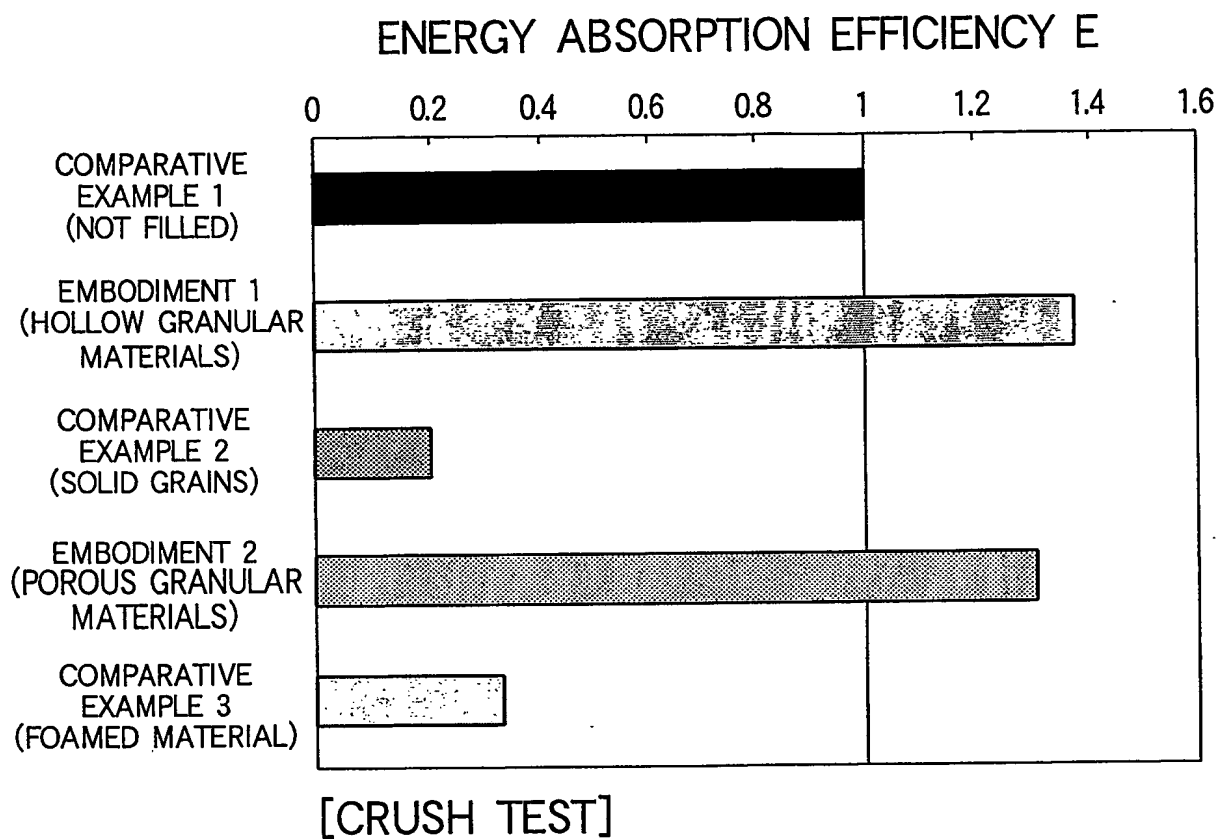 ENERGY ABSORPTION EFFICIENCY E
0 0.2 0.4 0.6 0.8 1 1.2 1.4 1.6
COMPARATIVE
EXAMPLE 1
(NOT FILLED)
EMBODIMENT 1
(HOLLOW GRANULAR
MATERIALS)
COMPARATIVE
EXAMPLE 2
(SOLID GRAINS)
EMBODIMENT 2
(POROUS GRANULAR
MATERIALS)
COMPARATIVE
EXAMPLE 3
(FOAMED MATERIAL)
[CRUSH TEST]